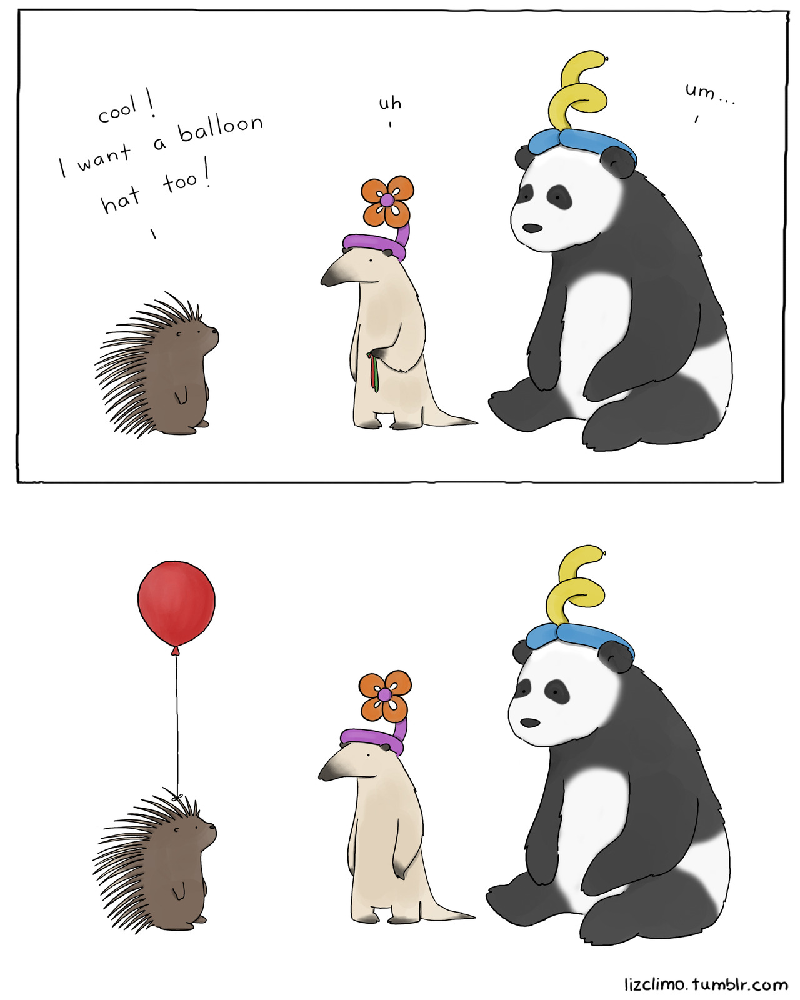 cool!
I want a balloon
hat too!
uh
um...
lizclimo.tumblr.com